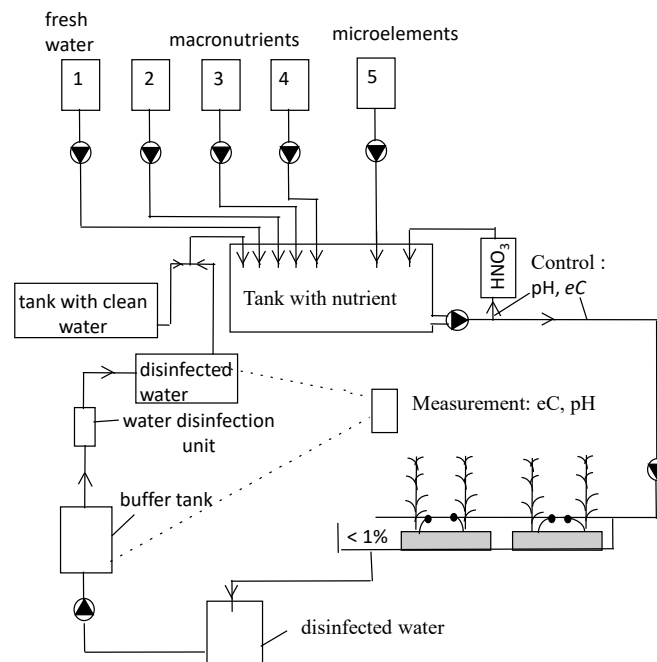 fresh
water
macronutrients
microelements
1
2
3
4
5
HNO3
Control :
pH, eC
Tank with nutrient
tank with clean
water
disinfected
water
Measurement: eC, pH
water disinfection
unit
buffer tank
< 1%
disinfected water